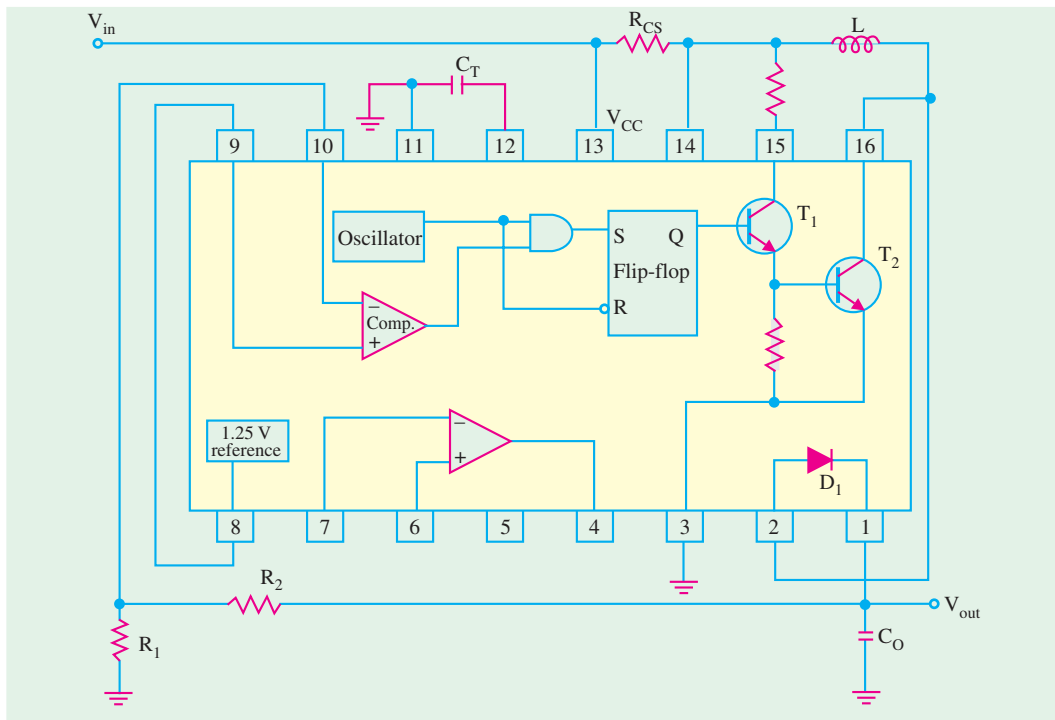 V_in
R_CS
L
C_T
V_CC
9
10
11
12
13
14
15
16
Oscillator
S
Q
Flip-flop
R
T_1
T_2
−
Comp.
+
1.25 V
reference
−
+
D_1
8
7
6
5
4
3
2
1
R_2
V_out
R_1
C_O